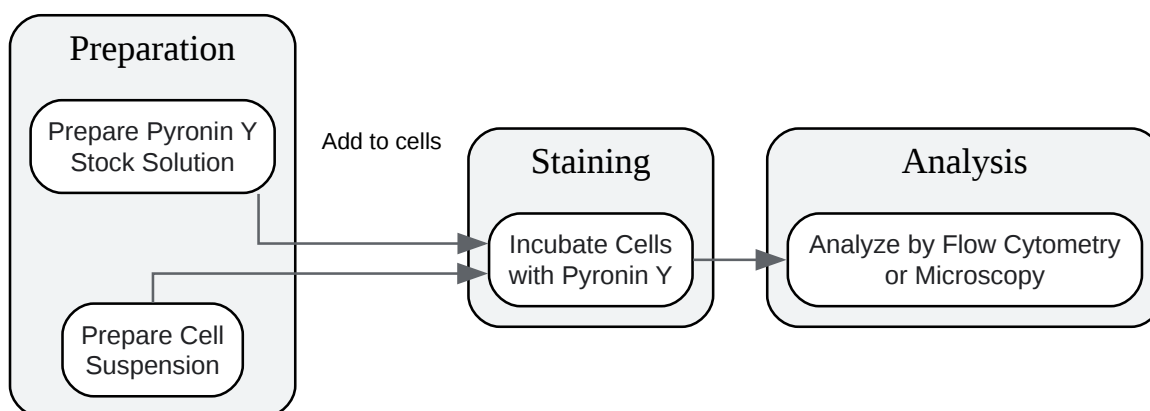 Preparation
Prepare Pyronin Y
Stock Solution
Prepare Cell
Suspension
Add to cells
Staining
Incubate Cells
with Pyronin Y
Analysis
Analyze by Flow Cytometry
or Microscopy